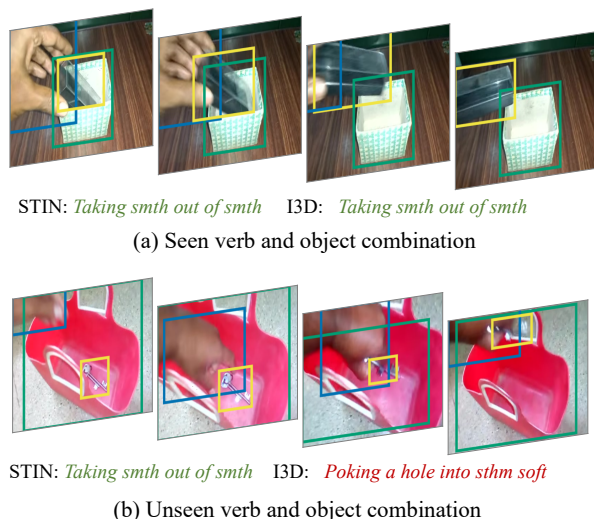 STIN: Taking smth out of smth I3D: Taking smth out of smth
(a) Seen verb and object combination
STIN: Taking smth out of smth I3D: Poking a hole into sthm soft
(b) Unseen verb and object combination